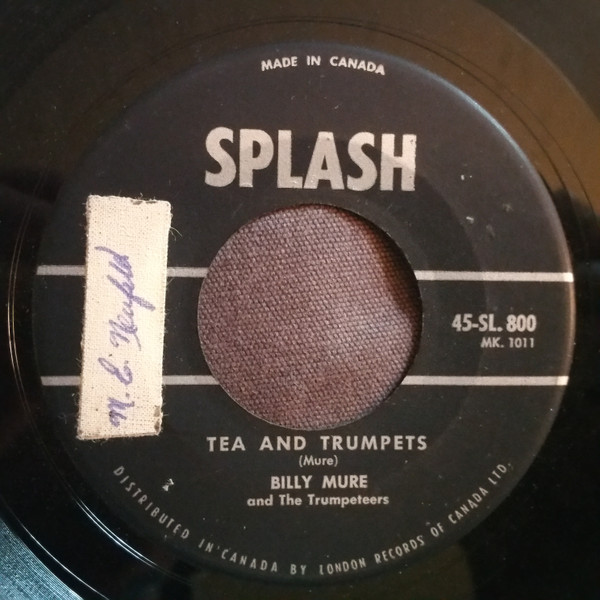 MADE IN CANADA
SPLASH
N. E. Neufeld
45-SL. 800
MK. 1011
TEA AND TRUMPETS
(Mure)
BILLY MURE
and The Trumpeteers
DISTRIBUTED IN CANADA BY LONDON RECORDS OF CANADA LTD.